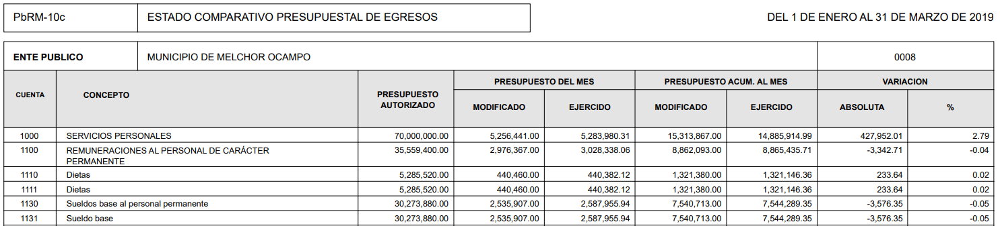 PbRM-10c ESTADO COMPARATIVO PRESUPUESTAL DE EGRESOS DEL 1 DE ENERO AL 31 DE MARZO DE 2019
ENTE PUBLICO MUNICIPIO DE MELCHOR OCAMPO 0008
CUENTA CONCEPTO PRESUPUESTO AUTORIZADO PRESUPUESTO DEL MES PRESUPUESTO ACUM. AL MES VARIACION
MODIFICADO EJERCIDO MODIFICADO EJERCIDO ABSOLUTA %
1000 SERVICIOS PERSONALES 70,000,000.00 5,256,441.00 5,283,980.31 15,313,867.00 14,885,914.99 427,952.01 2.79
1100 REMUNERACIONES AL PERSONAL DE CARÁCTER 35,559,400.00 2,976,367.00 3,028,338.06 8,862,093.00 8,865,435.71 -3,342.71 -0.04
PERMANENTE
1110 Dietas 5,285,520.00 440,460.00 440,382.12 1,321,380.00 1,321,146.36 233.64 0.02
1111 Dietas 5,285,520.00 440,460.00 440,382.12 1,321,380.00 1,321,146.36 233.64 0.02
1130 Sueldos base al personal permanente 30,273,880.00 2,535,907.00 2,587,955.94 7,540,713.00 7,544,289.35 -3,576.35 -0.05
1131 Sueldo base 30,273,880.00 2,535,907.00 2,587,955.94 7,540,713.00 7,544,289.35 -3,576.35 -0.05